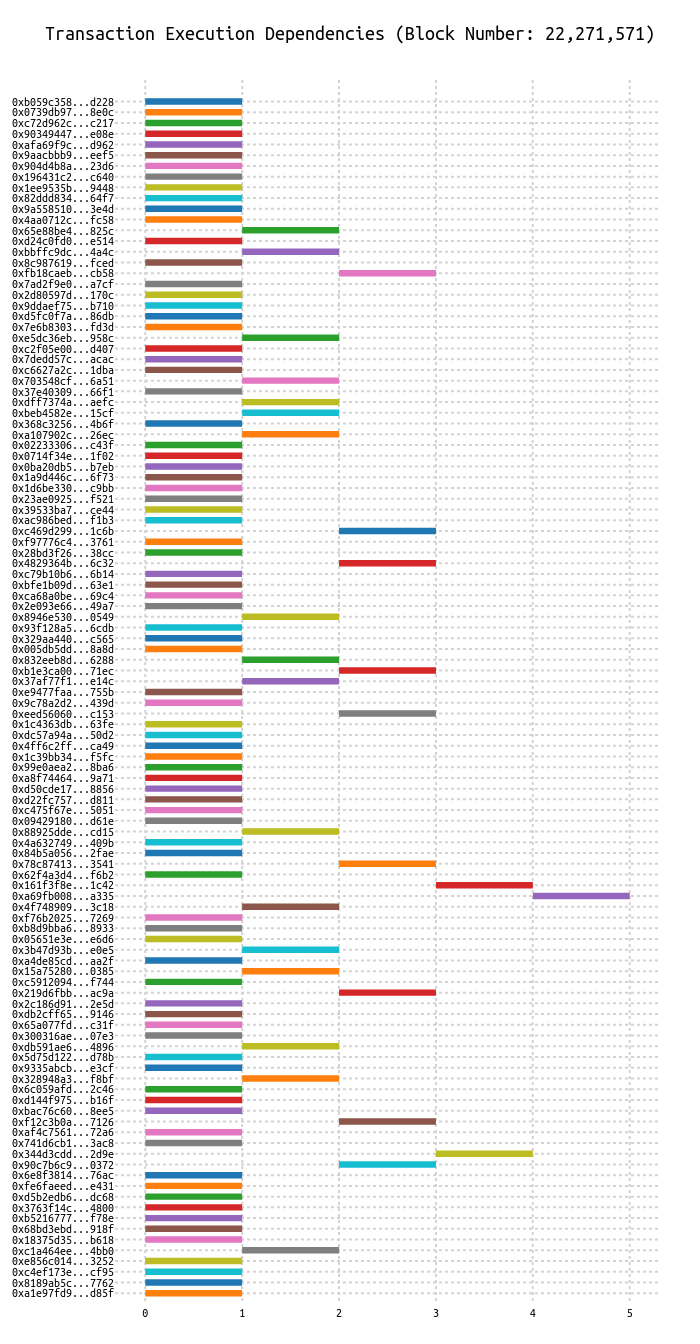 Transaction Execution Dependencies (Block Number: 22,271,571)
0xb059c358...d228
0x0739db97...8e0c
0xc72d962c...c217
0x90349447...e08e
0xafa69f9c...d962
0x9aacbbb9...eef5
0x904d4b8a...23d6
0x196431c2...c640
0x1ee9535b...9448
0x82ddd834...64f7
0x9a558510...3e4d
0x4aa0712c...fc58
0x65e88be4...825c
0xd24c0fd0...e514
0xbbffc9dc...4a4c
0x8c987619...fced
0xfb18caeb...cb58
0x7ad2f9e0...a7cf
0x2d80597d...170c
0x9ddaef75...b710
0xd5fc0f7a...86db
0x7e6b8303...fd3d
0xe5dc36eb...958c
0xc2f05e00...d407
0x7dedd57c...acac
0xc6627a2c...1dba
0x703548cf...6a51
0x37e40309...66f1
0xdff7374a...aefc
0xbeb4582e...15cf
0x368c3256...4b6f
0xa107902c...26ec
0x02233306...c43f
0x0714f34e...1f02
0x0ba20db5...b7eb
0x1a9d446c...6f73
0x1d6be330...c9bb
0x23ae0925...f521
0x39533ba7...ce44
0xac986bed...f1b3
0xc469d299...1c6b
0xf97776c4...3761
0x28bd3f26...38cc
0x4829364b...6c32
0xc79b10b6...6b14
0xbfe1b09d...63e1
0xca68a0be...69c4
0x2e093e66...49a7
0x8946e530...0549
0x93f128a5...6cdb
0x329aa440...c565
0x005db5dd...8a8d
0x832eeb8d...6288
0xb1e3ca00...71ec
0x37af77f1...e14c
0xe9477faa...755b
0x9c78a2d2...439d
0xeed56060...c153
0x1c4363db...63fe
0xdc57a94a...50d2
0x4ff6c2ff...ca49
0x1c39bb34...f5fc
0x99e0aea2...8ba6
0xa8f74464...9a71
0xd50cde17...8856
0xd22fc757...d811
0xc475f67e...5051
0x09429180...d61e
0x88925dde...cd15
0x4a632749...409b
0x84b5a056...2fae
0x78c87413...3541
0x62f4a3d4...f6b2
0x161f3f8e...1c42
0xa69fb008...a335
0x4f748909...3c18
0xf76b2025...7269
0xb8d9bba6...8933
0x05651e3e...e6d6
0x3b47d93b...e0e5
0xa4de85cd...aa2f
0x15a75280...0385
0xc5912094...f744
0x219d6fbb...ac9a
0x2c186d91...2e5d
0xdb2cff65...9146
0x65a077fd...c31f
0x300316ae...07e3
0xdb591ae6...4896
0x5d75d122...d78b
0x9335abcb...e3cf
0x328948a3...f8bf
0x6c059afd...2c46
0xd144f975...b16f
0xbac76c60...8ee5
0xf12c3b0a...7126
0xaf4c7561...72a6
0x741d6cb1...3ac8
0x344d3cdd...2d9e
0x90c7b6c9...0372
0x6e8f3814...76ac
0xfe6faeed...e431
0xd5b2edb6...dc68
0x3763f14c...4800
0xb5216777...f78e
0x68bd3ebd...918f
0x18375d35...b618
0xc1a464ee...4bb0
0xe856c014...3252
0xc4ef173e...cf95
0x8189ab5c...7762
0xa1e97fd9...d85f
0 1 2 3 4 5